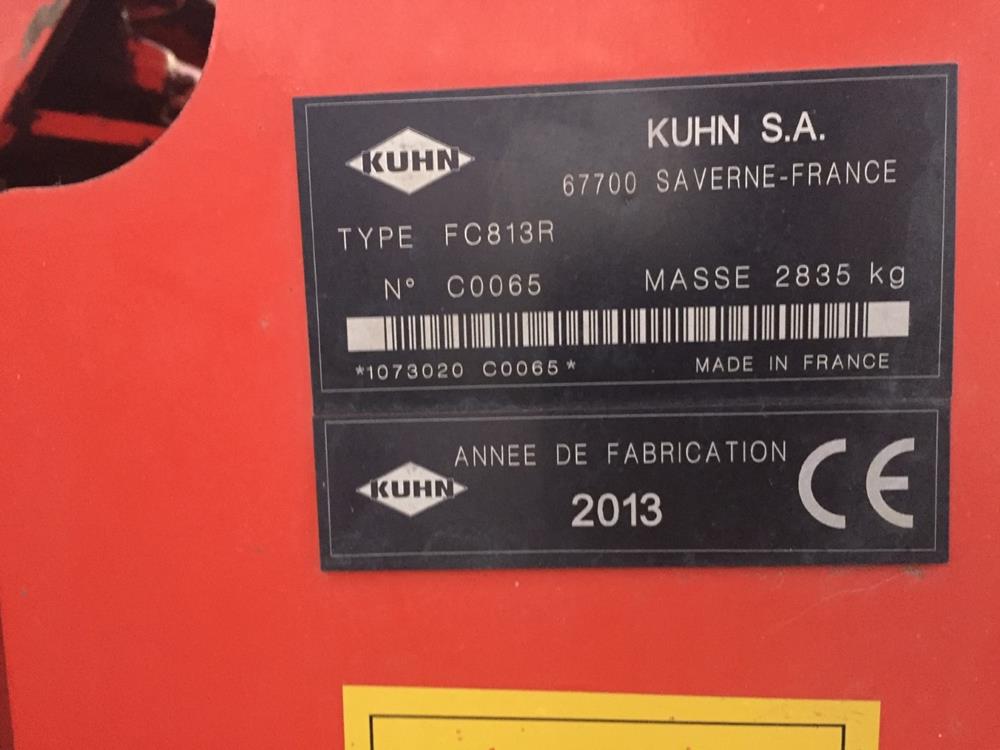 KUHN
KUHN S.A.
67700 SAVERNE-FRANCE
TYPE FC813R
N° C0065 MASSE 2835 kg
*1073020 C0065*
MADE IN FRANCE
KUHN
ANNEE DE FABRICATION
2013
CE